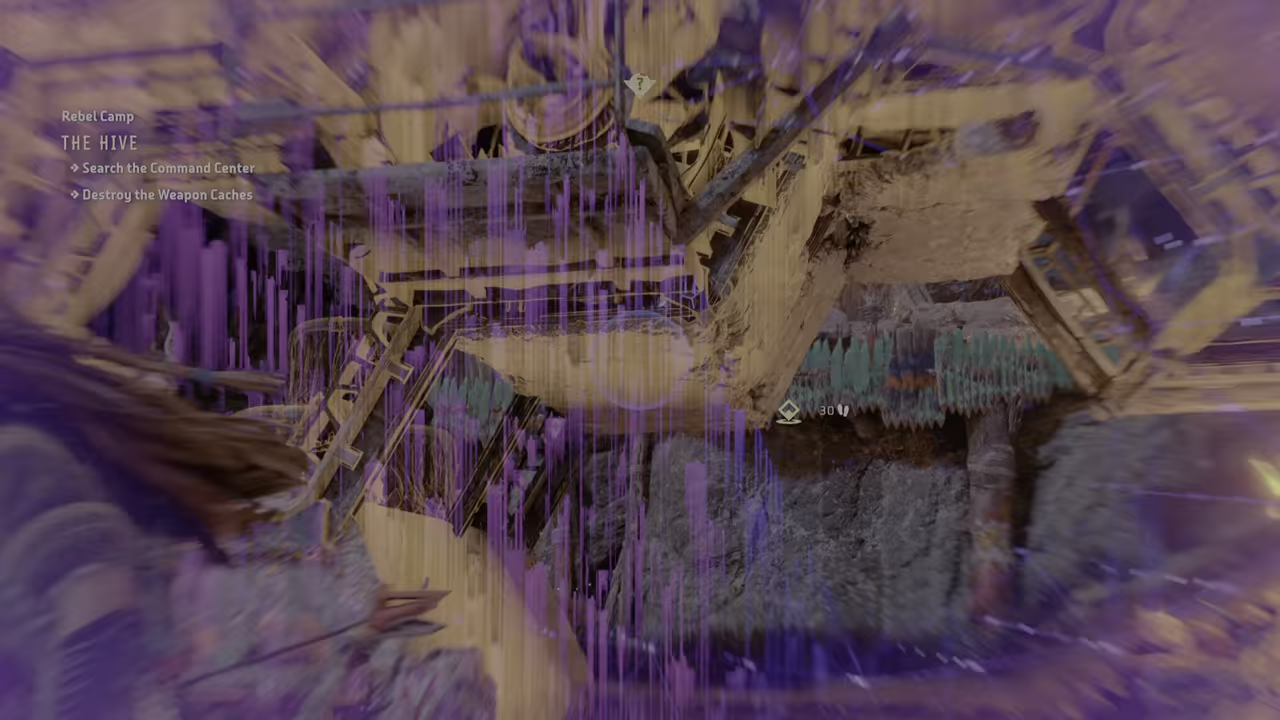 ?
Rebel Camp
THE HIVE
Search the Command Center
Destroy the Weapon Caches
30